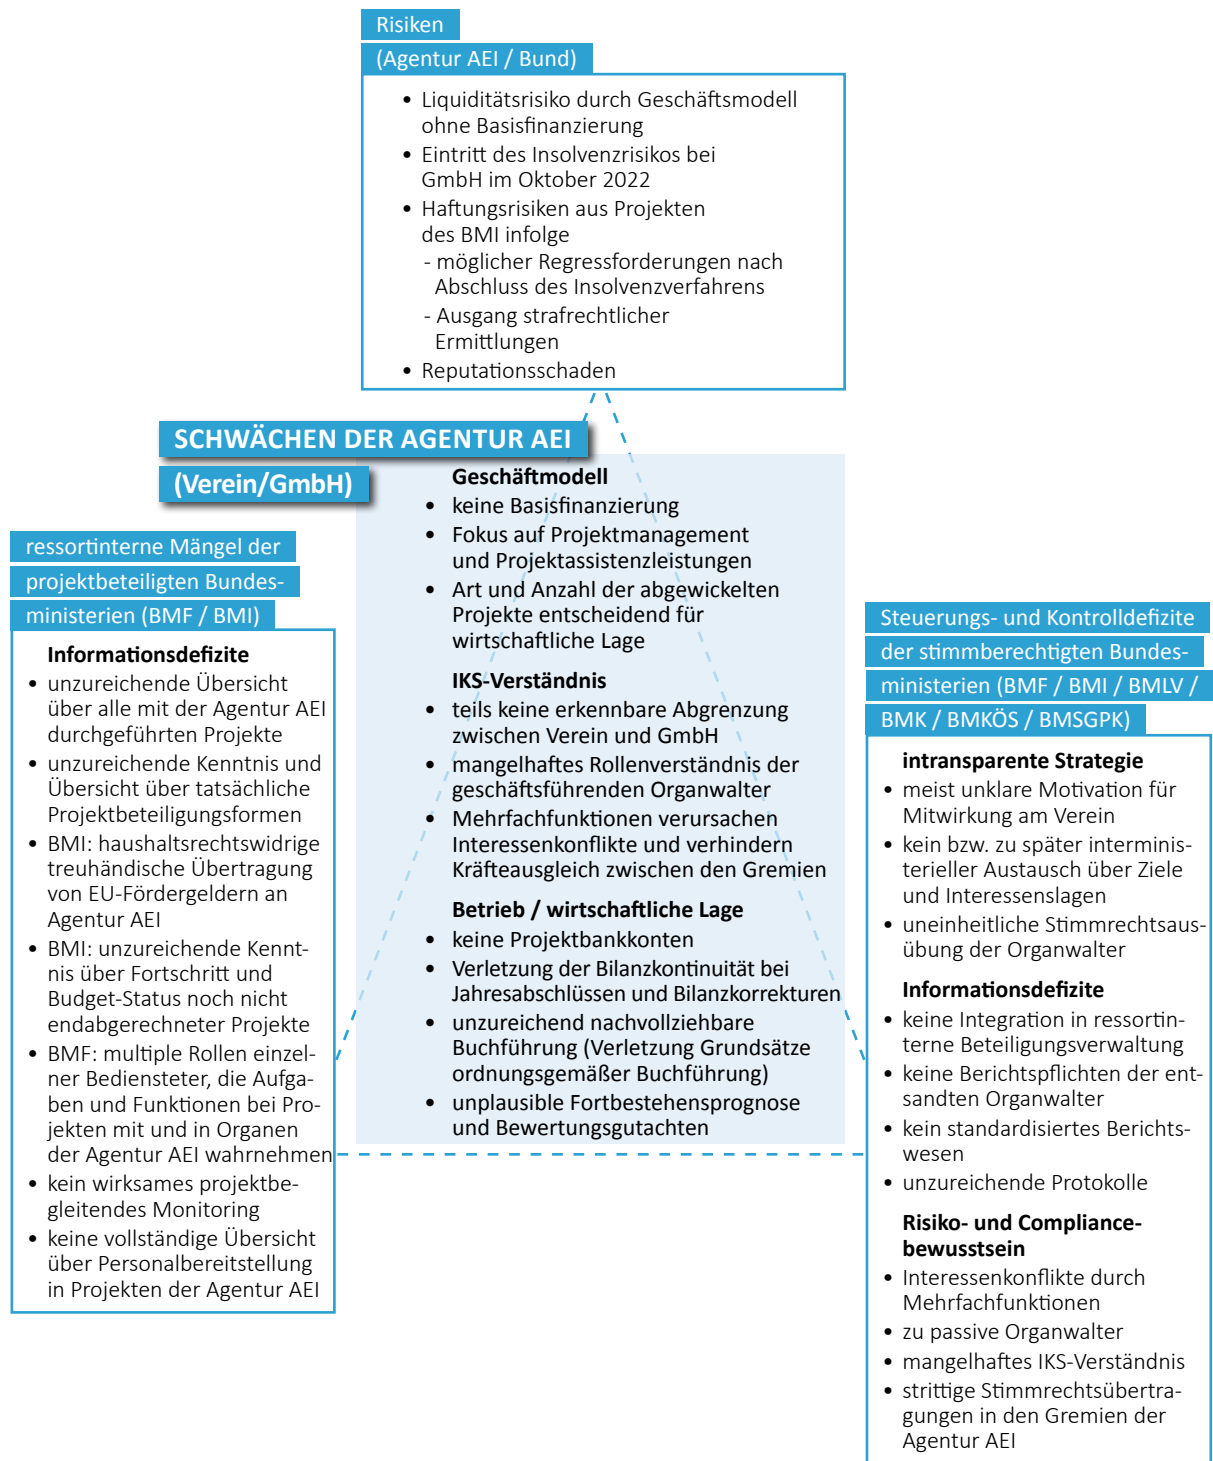 Risiken
(Agentur AEI / Bund)
• Liquiditätsrisiko durch Geschäftsmodell
ohne Basisfinanzierung
• Eintritt des Insolvenzrisikos bei
GmbH im Oktober 2022
• Haftungsrisiken aus Projekten
des BMI infolge
- möglicher Regressforderungen nach
Abschluss des Insolvenzverfahrens
- Ausgang strafrechtlicher
Ermittlungen
• Reputationsschaden
SCHWÄCHEN DER AGENTUR AEI
(Verein/GmbH)
Geschäftmodell
• keine Basisfinanzierung
• Fokus auf Projektmanagement
und Projektassistenzleistungen
• Art und Anzahl der abgewickelten
Projekte entscheidend für
wirtschaftliche Lage
IKS-Verständnis
• teils keine erkennbare Abgrenzung
zwischen Verein und GmbH
• mangelhaftes Rollenverständnis der
geschäftsführenden Organwalter
• Mehrfachfunktionen verursachen
Interessenkonflikte und verhindern
Kräfteausgleich zwischen den Gremien
Betrieb / wirtschaftliche Lage
• keine Projektbankkonten
• Verletzung der Bilanzkontinuität bei
Jahresabschlüssen und Bilanzkorrekturen
• unzureichend nachvollziehbare
Buchführung (Verletzung Grundsätze
ordnungsgemäßer Buchführung)
• unplausible Fortbestehensprognose
und Bewertungsgutachten
ressortinterne Mängel der
projektbeteiligten Bundes-
ministerien (BMF / BMI)
Informationsdefizite
• unzureichende Übersicht
über alle mit der Agentur AEI
durchgeführten Projekte
• unzureichende Kenntnis und
Übersicht über tatsächliche
Projektbeteiligungsformen
• BMI: haushaltsrechtswidrige
treuhändische Übertragung
von EU-Fördergeldern an
Agentur AEI
• BMI: unzureichende Kennt-
nis über Fortschritt und
Budget-Status noch nicht
endabgerechneter Projekte
• BMF: multiple Rollen einzel-
ner Bediensteter, die Aufga-
ben und Funktionen bei Pro-
jekten mit und in Organen
der Agentur AEI wahrnehmen
• kein wirksames projektbe-
gleitendes Monitoring
• keine vollständige Übersicht
über Personalbereitstellung
in Projekten der Agentur AEI
Steuerungs- und Kontrolldefizite
der stimmberechtigten Bundes-
ministerien (BMF / BMI / BMLV /
BMK / BMKÖS / BMSGPK)
intransparente Strategie
• meist unklare Motivation für
Mitwirkung am Verein
• kein bzw. zu später interminis-
terieller Austausch über Ziele
und Interessenslagen
• uneinheitliche Stimmrechtsaus-
übung der Organwalter
Informationsdefizite
• keine Integration in ressortin-
terne Beteiligungsverwaltung
• keine Berichtspflichten der ent-
sandten Organwalter
• kein standardisiertes Berichts-
wesen
• unzureichende Protokolle
Risiko- und Compliance-
bewusstsein
• Interessenkonflikte durch
Mehrfachfunktionen
• zu passive Organwalter
• mangelhaftes IKS-Verständnis
• strittige Stimmrechtsübertra-
gungen in den Gremien der
Agentur AEI